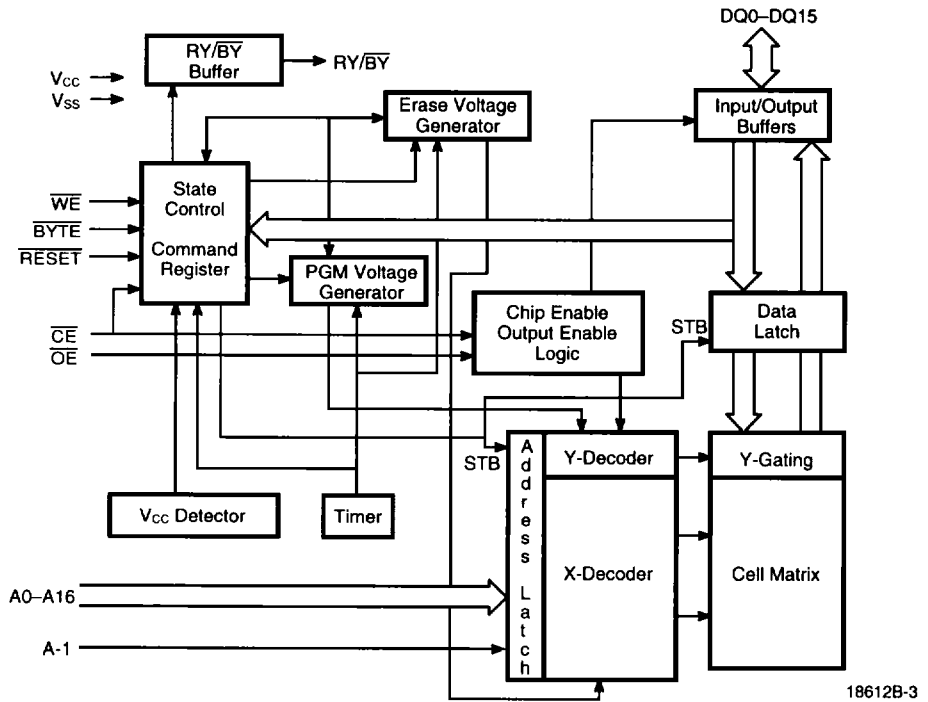 DQ0–DQ15
RY/BY
Buffer
RY/BY
VCC
VSS
Erase Voltage
Generator
Input/Output
Buffers
State
Control
Command
Register
WE
BYTE
RESET
PGM Voltage
Generator
Chip Enable
Output Enable
Logic
STB
Data
Latch
CE
OE
STB
Address Latch
Y-Decoder
Y-Gating
VCC Detector
Timer
X-Decoder
Cell Matrix
A0–A16
A-1
18612B-3